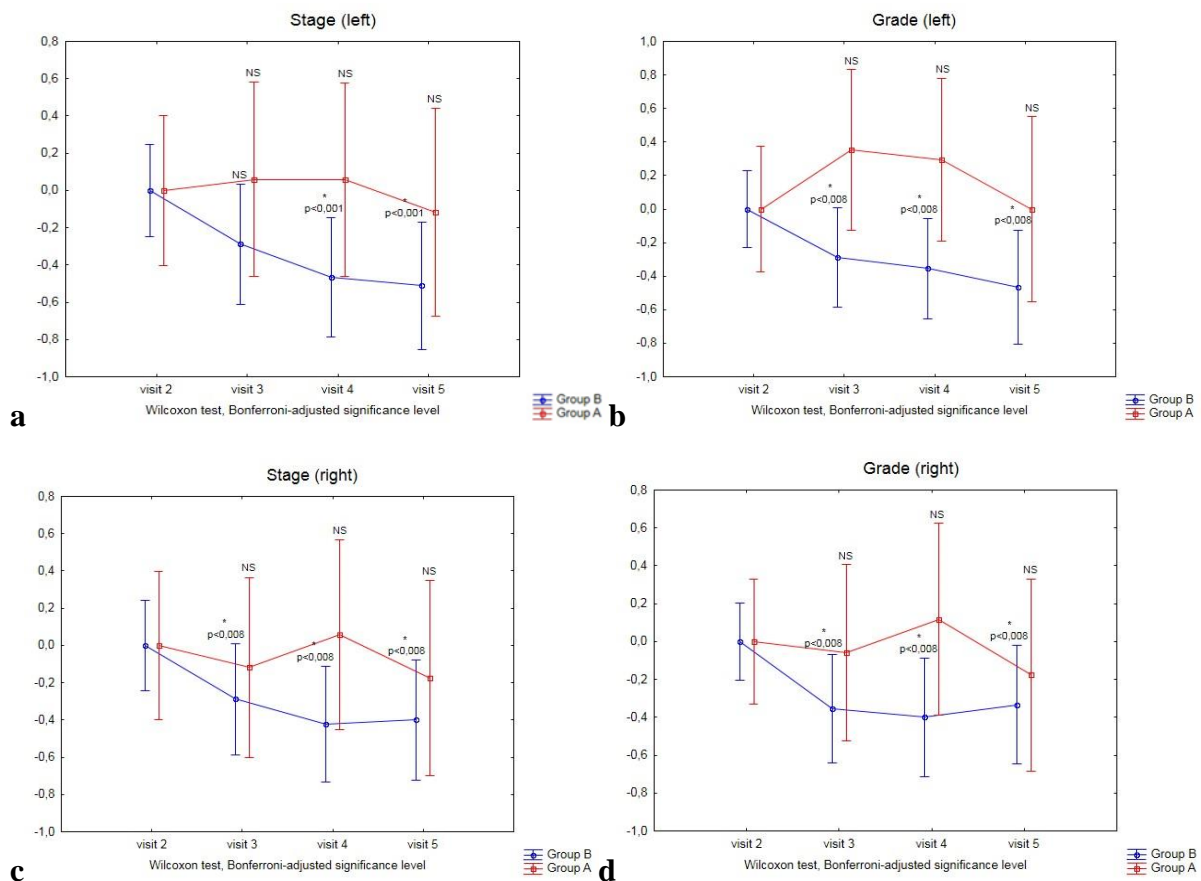 Stage (left)
0,8
0,6
0,4
0,2
0,0
-0,2
-0,4
-0,6
-0,8
-1,0
NS
NS
NS
NS
*
p<0,001
*
p<0,001
visit 2 visit 3 visit 4 visit 5
Wilcoxon test, Bonferroni-adjusted significance level
Group B
Group A
a
Grade (left)
1,0
0,8
0,6
0,4
0,2
0,0
-0,2
-0,4
-0,6
-0,8
-1,0
NS
NS
NS
*
p<0,008
*
p<0,008
*
p<0,008
visit 2 visit 3 visit 4 visit 5
Wilcoxon test, Bonferroni-adjusted significance level
Group B
Group A
b
Stage (right)
0,8
0,6
0,4
0,2
0,0
-0,2
-0,4
-0,6
-0,8
-1,0
NS
NS
NS
*
p<0,008
*
p<0,008
*
p<0,008
visit 2 visit 3 visit 4 visit 5
Wilcoxon test, Bonferroni-adjusted significance level
Group B
Group A
c
Grade (right)
0,8
0,6
0,4
0,2
0,0
-0,2
-0,4
-0,6
-0,8
-1,0
NS
NS
NS
*
p<0,008
*
p<0,008
*
p<0,008
visit 2 visit 3 visit 4 visit 5
Wilcoxon test, Bonferroni-adjusted significance level
Group B
Group A
d